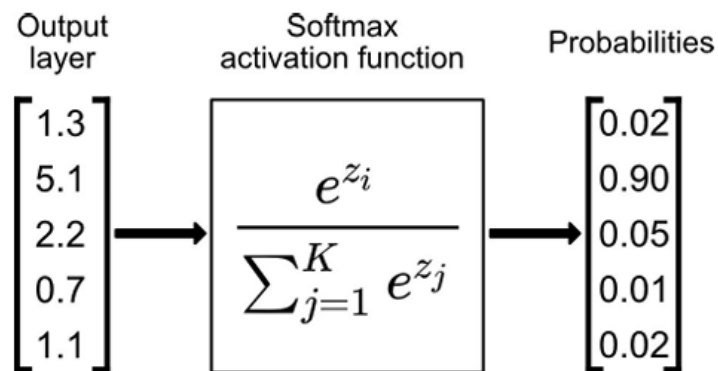 Output
layer
Softmax
activation function
Probabilities
1.3
5.1
2.2
0.7
1.1
e^{z_i}
\sum_{j=1}^{K} e^{z_j}
0.02
0.90
0.05
0.01
0.02